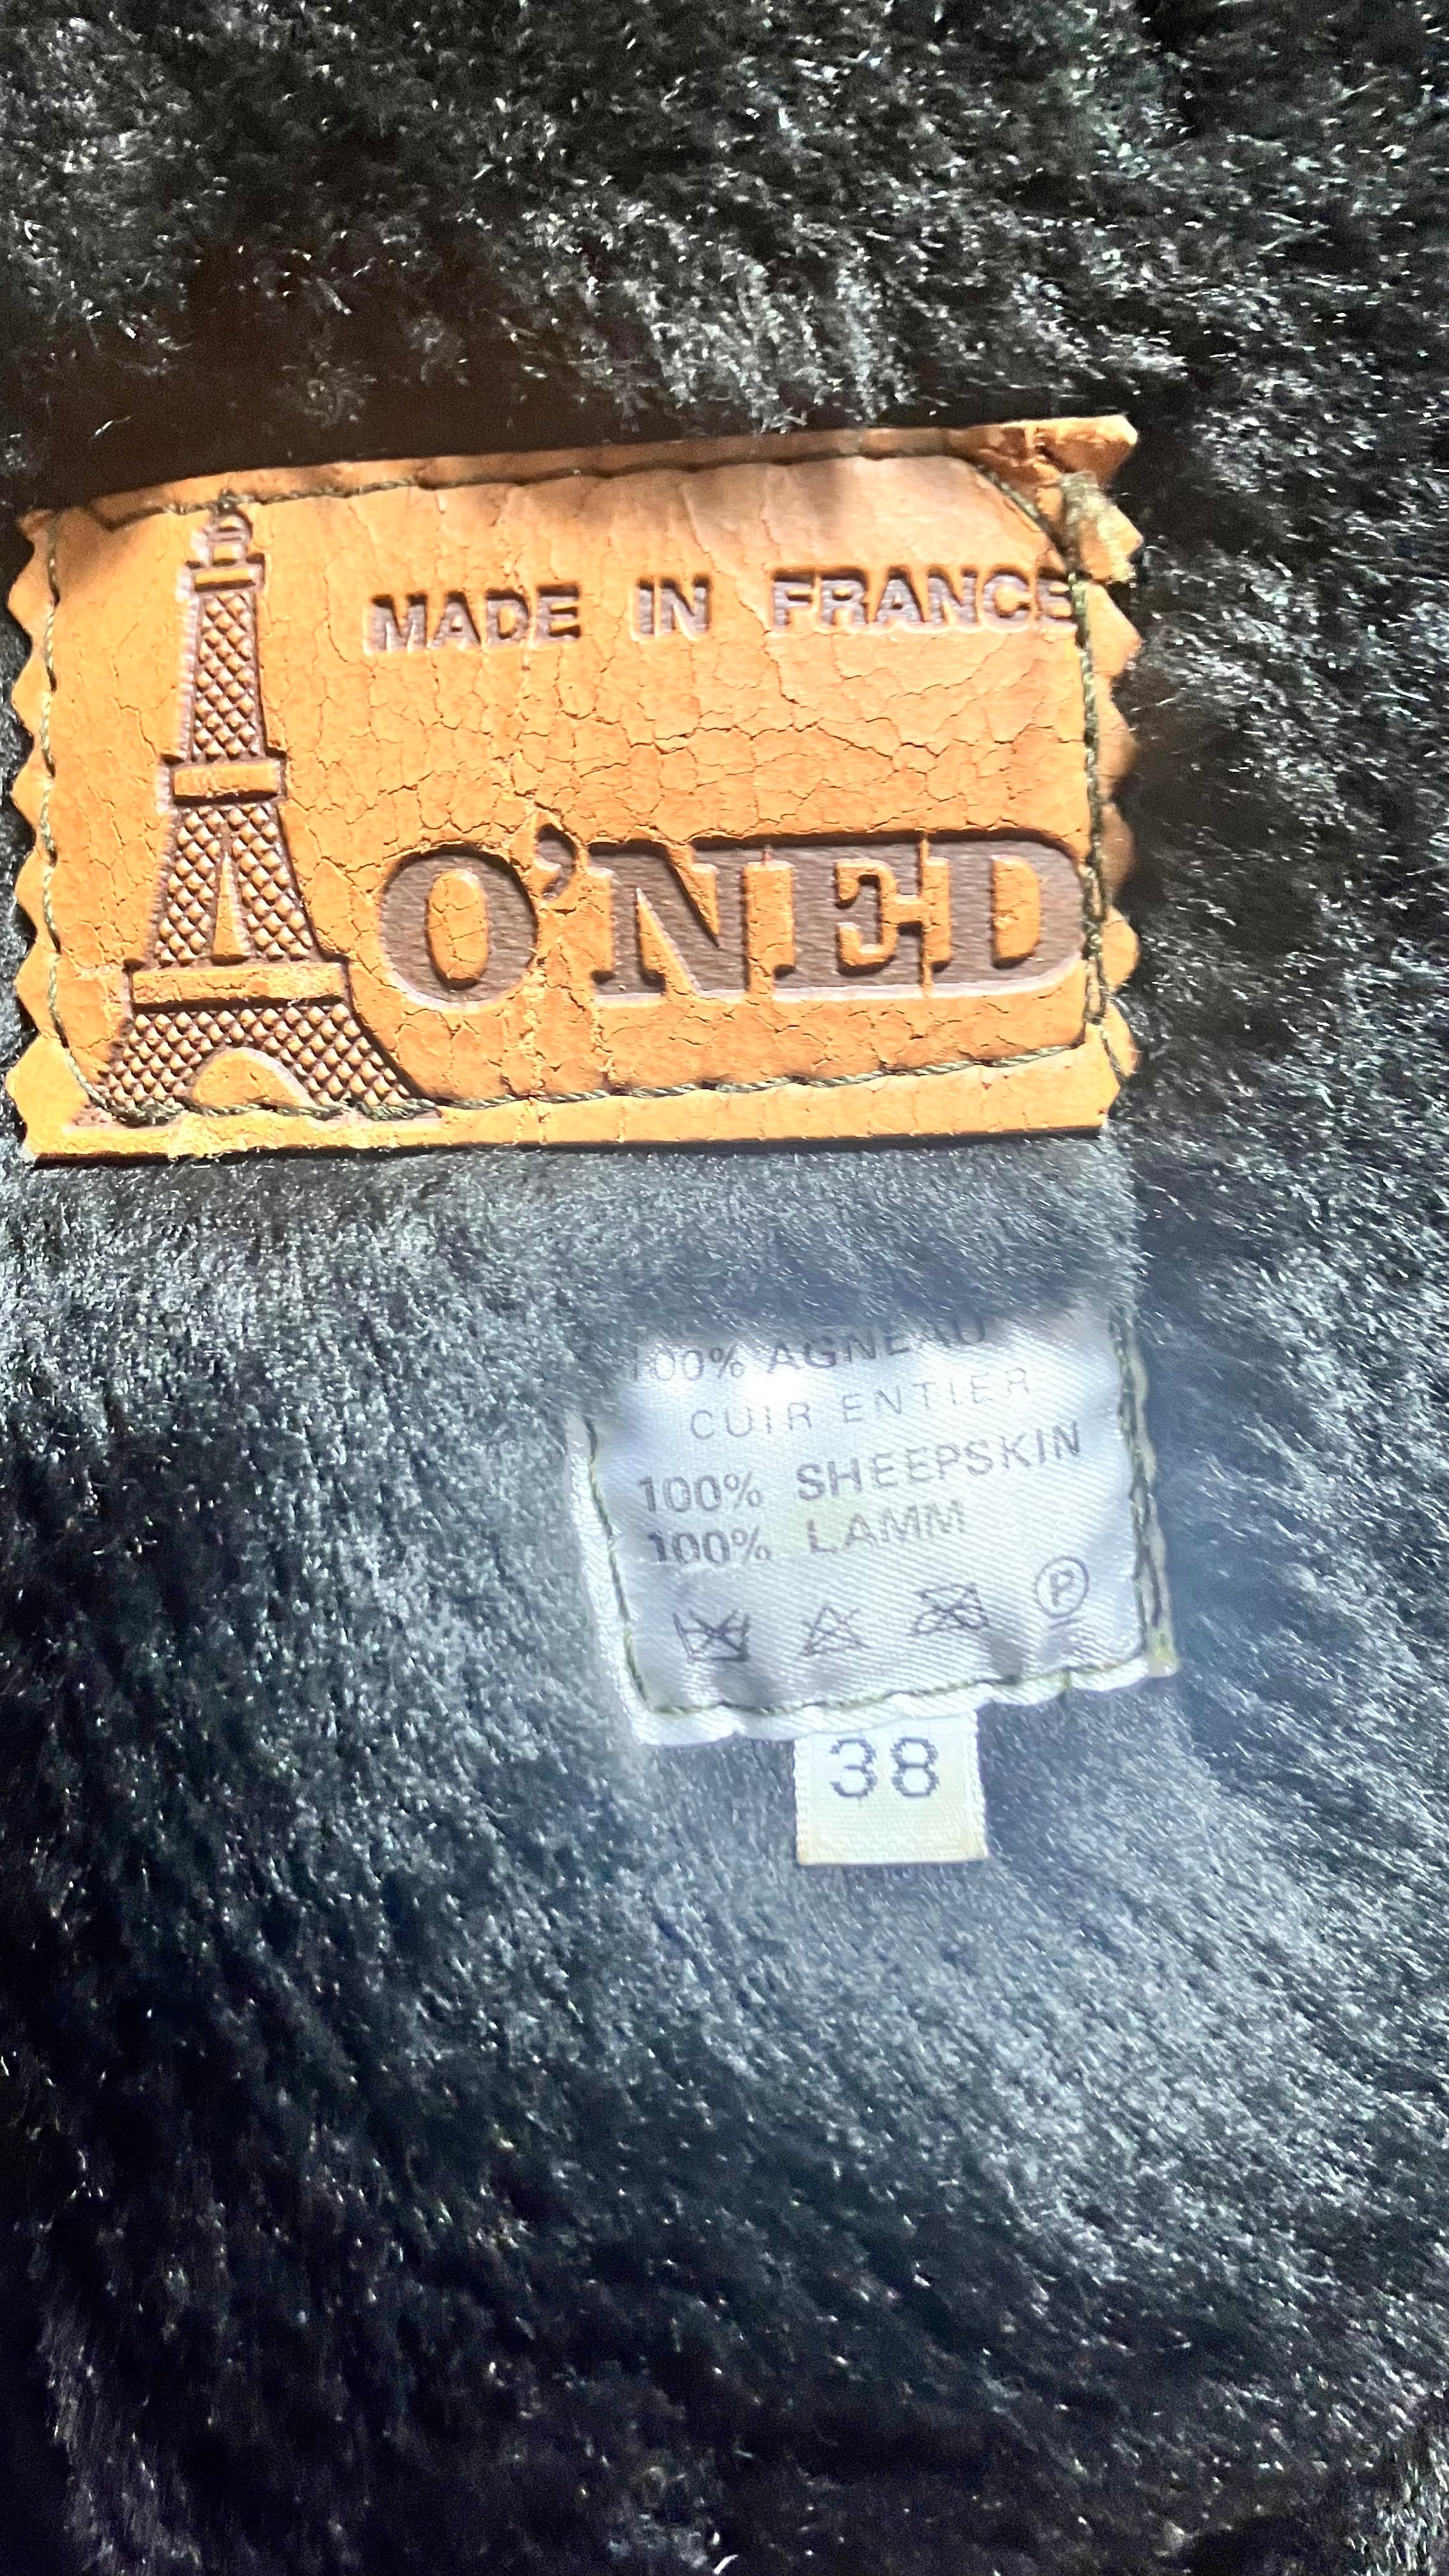 MADE IN FRANCE
O'NED
100% AGNEAU
CUIR ENTIER
100% SHEEPSKIN
100% LAMM
P
38